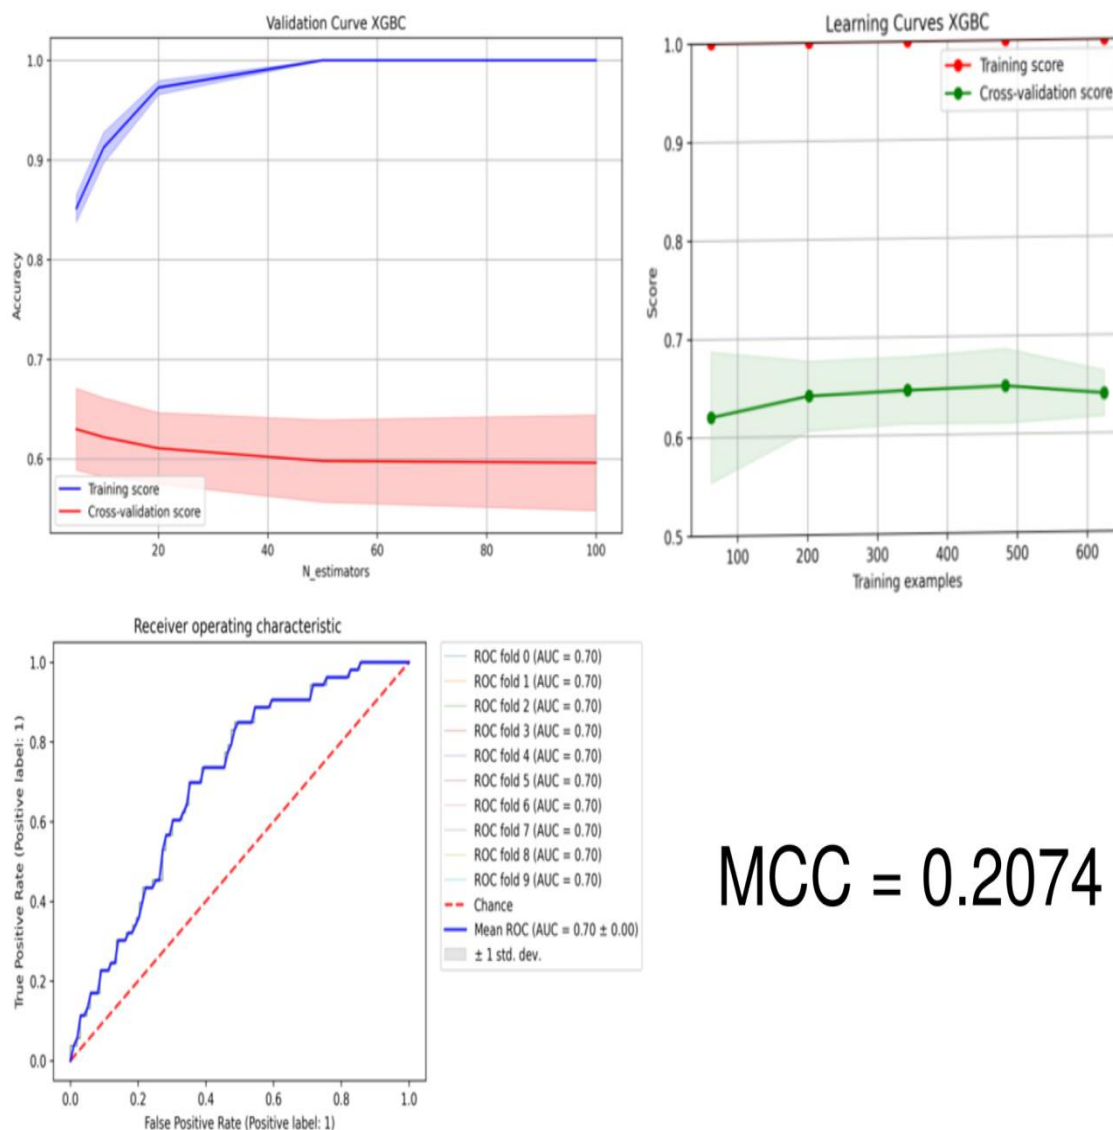 Validation Curve XGBC
1.0
0.9
0.8
0.7
0.6
Accuracy
Training score
Cross-validation score
20
40
60
80
100
N_estimators
Learning Curves XGBC
1.0
0.9
0.8
0.7
0.6
0.5
Score
Training score
Cross-validation score
100
200
300
400
500
600
Training examples
Receiver operating characteristic
1.0
0.8
0.6
0.4
0.2
0.0
True Positive Rate (Positive label: 1)
0.0
0.2
0.4
0.6
0.8
1.0
False Positive Rate (Positive label: 1)
ROC fold 0 (AUC = 0.70)
ROC fold 1 (AUC = 0.70)
ROC fold 2 (AUC = 0.70)
ROC fold 3 (AUC = 0.70)
ROC fold 4 (AUC = 0.70)
ROC fold 5 (AUC = 0.70)
ROC fold 6 (AUC = 0.70)
ROC fold 7 (AUC = 0.70)
ROC fold 8 (AUC = 0.70)
ROC fold 9 (AUC = 0.70)
Chance
Mean ROC (AUC = 0.70 ± 0.00)
± 1 std. dev.
MCC = 0.2074